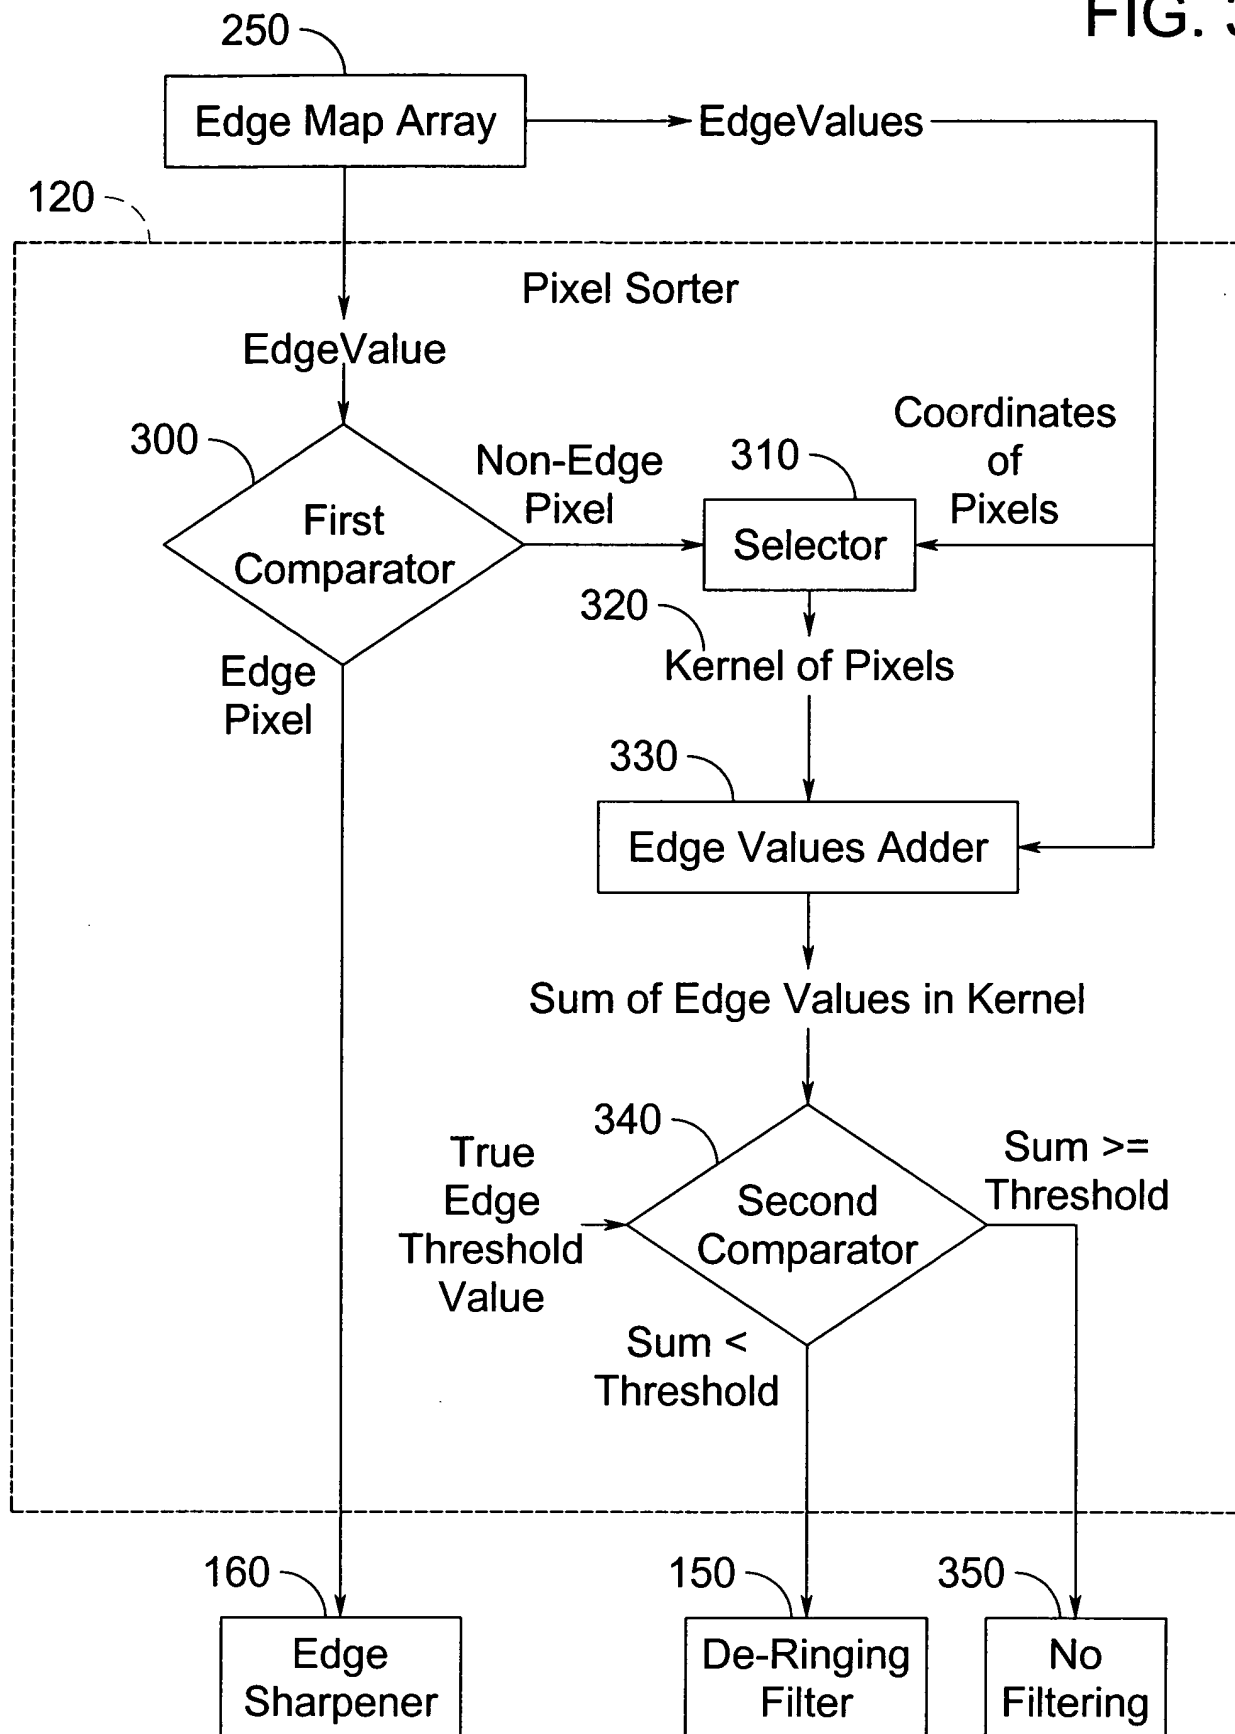 FIG. 3
250
Edge Map Array
EdgeValues
120
Pixel Sorter
EdgeValue
300
First
Comparator
Non-Edge
Pixel
310
Selector
Coordinates
of
Pixels
320
Kernel of Pixels
Edge
Pixel
330
Edge Values Adder
Sum of Edge Values in Kernel
340
True
Edge
Threshold
Value
Second
Comparator
Sum >=
Threshold
Sum <
Threshold
160
Edge
Sharpener
150
De-Ringing
Filter
350
No
Filtering